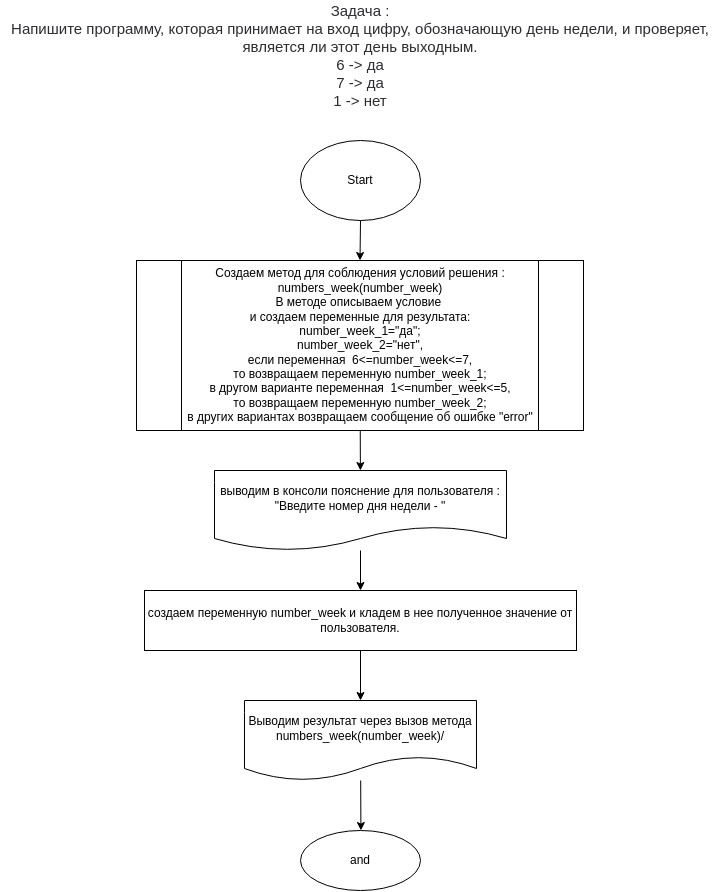 Задача :
Напишите программу, которая принимает на вход цифру, обозначающую день недели, и проверяет,
является ли этот день выходным.
6 -> да
7 -> да
1 -> нет
Start
Создаем метод для соблюдения условий решения :
numbers_week(number_week)
В методе описываем условие
и создаем переменные для результата:
number_week_1="да";
number_week_2="нет",
если переменная  6<=number_week<=7,
то возвращаем переменную number_week_1;
в другом варианте переменная  1<=number_week<=5,
то возвращаем переменную number_week_2;
в других вариантах возвращаем сообщение об ошибке "error"
выводим в консоли пояснение для пользователя :
"Введите номер дня недели - "
создаем переменную number_week и кладем в нее полученное значение от
пользователя.
Выводим результат через вызов метода
numbers_week(number_week)/
and